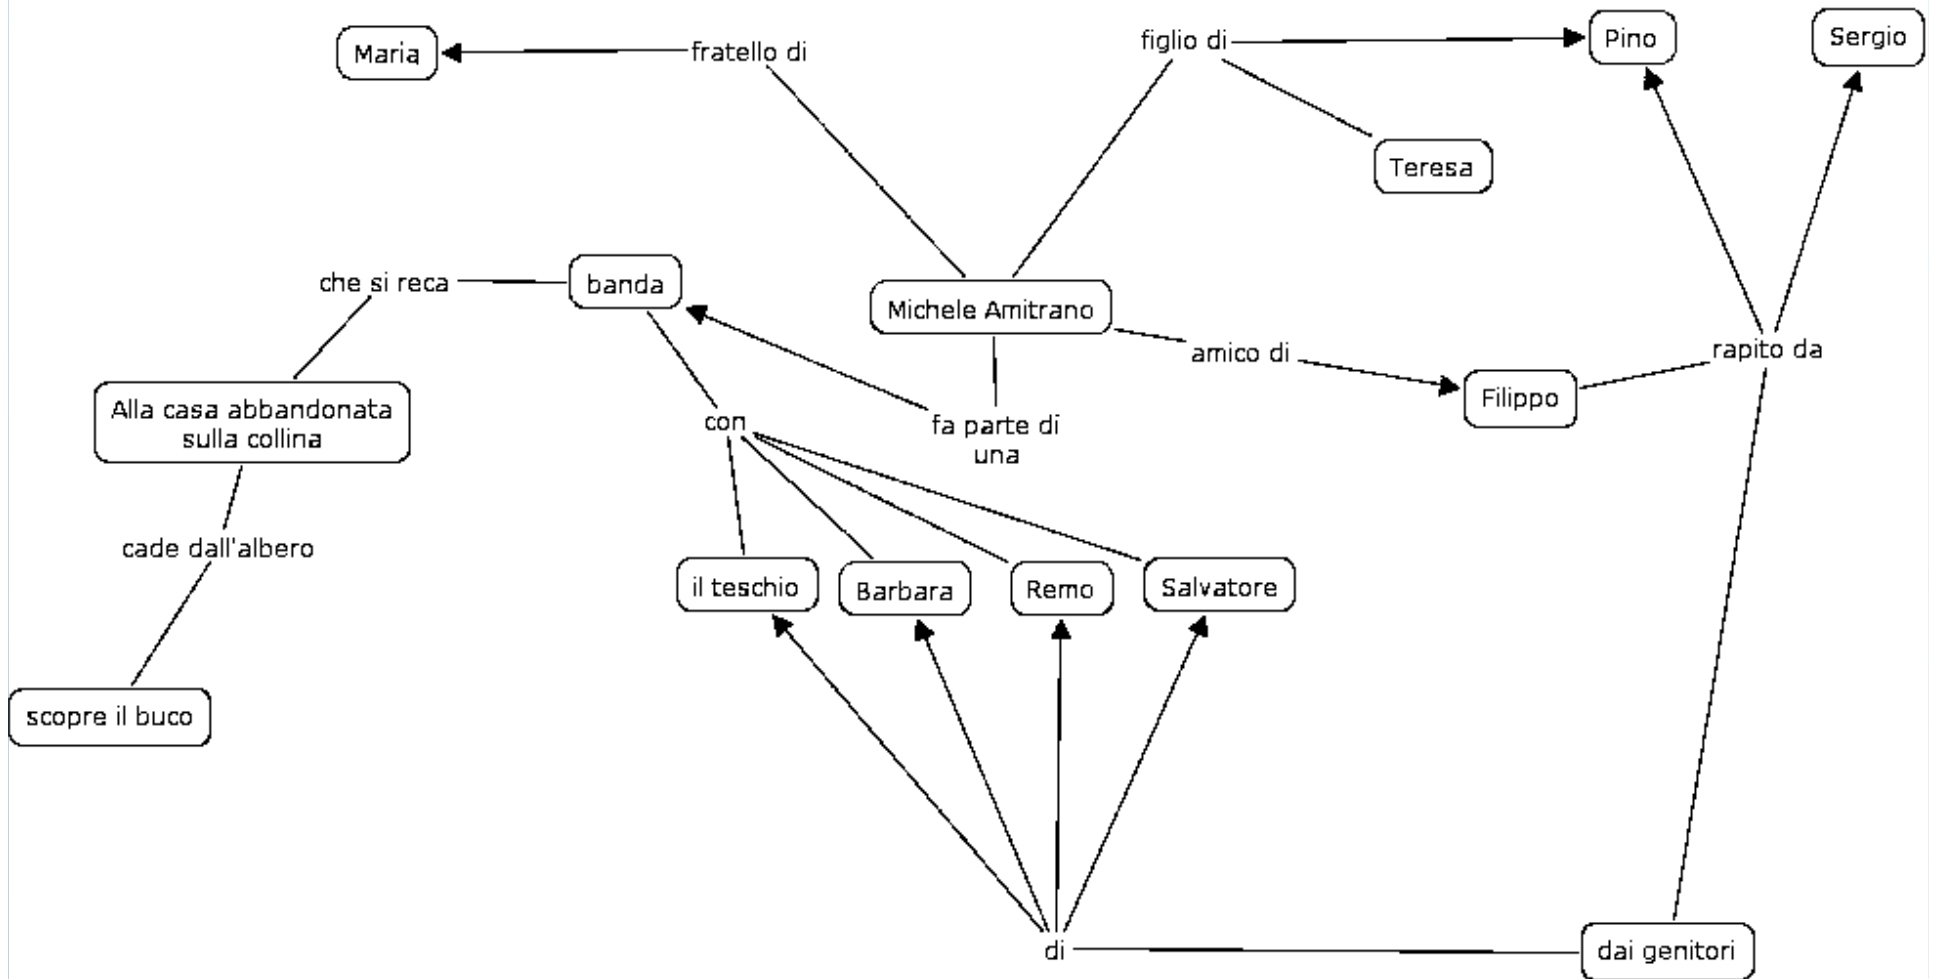 Maria
fratello di
figlio di
Pino
Sergio
Teresa
che si reca
banda
Michele Amitrano
amico di
rapito da
Filippo
Alla casa abbandonata
sulla collina
con
fa parte di
una
cade dall'albero
il teschio
Barbara
Remo
Salvatore
scopre il buco
di
dai genitori